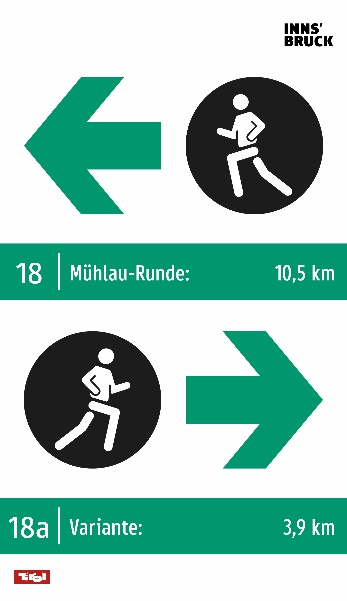 INNS'
BRUCK
18 Mühlau-Runde: 10,5 km
18a Variante: 3,9 km
Tirol